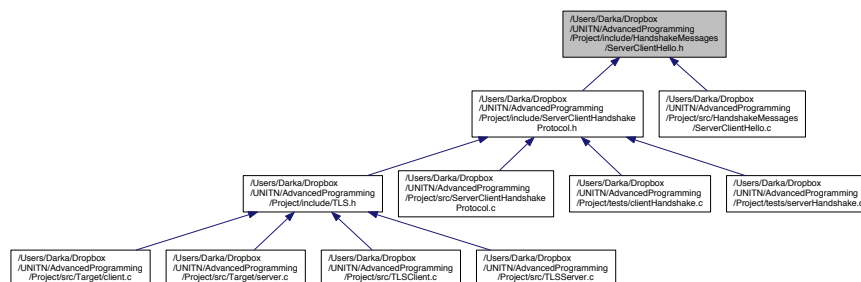 /Users/Darka/Dropbox
/UNITN/AdvancedProgramming
/Project/include/HandshakeMessages
/ServerClientHello.h
/Users/Darka/Dropbox
/UNITN/AdvancedProgramming
/Project/include/ServerClientHandshake
Protocol.h
/Users/Darka/Dropbox
/UNITN/AdvancedProgramming
/Project/src/HandshakeMessages
/ServerClientHello.c
/Users/Darka/Dropbox
/UNITN/AdvancedProgramming
/Project/include/TLS.h
/Users/Darka/Dropbox
/UNITN/AdvancedProgramming
/Project/src/ServerClientHandshake
Protocol.c
/Users/Darka/Dropbox
/UNITN/AdvancedProgramming
/Project/tests/clientHandshake.c
/Users/Darka/Dropbox
/UNITN/AdvancedProgramming
/Project/tests/serverHandshake.c
/Users/Darka/Dropbox
/UNITN/AdvancedProgramming
/Project/src/Target/client.c
/Users/Darka/Dropbox
/UNITN/AdvancedProgramming
/Project/src/Target/server.c
/Users/Darka/Dropbox
/UNITN/AdvancedProgramming
/Project/src/TLSClient.c
/Users/Darka/Dropbox
/UNITN/AdvancedProgramming
/Project/src/TLSServer.c